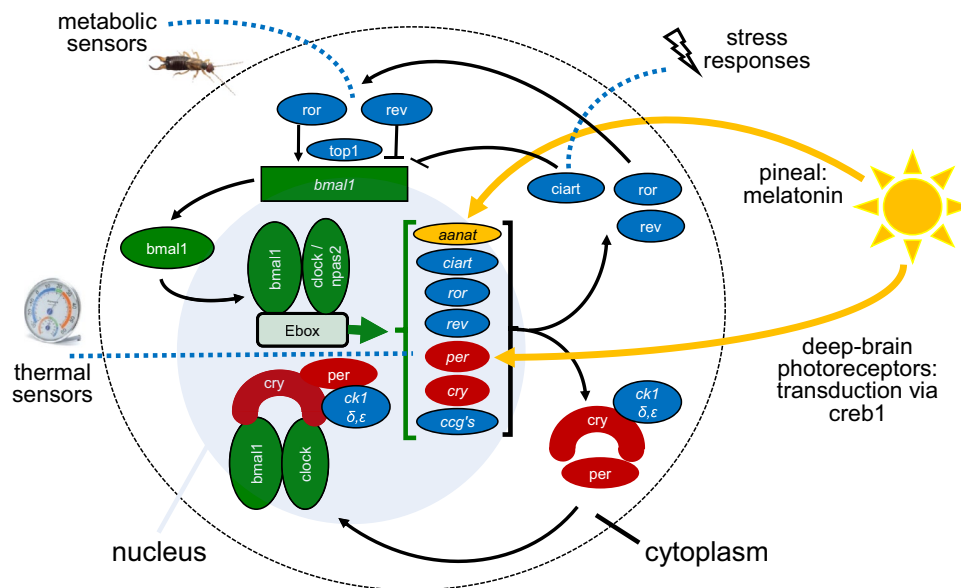 metabolic
sensors
stress
responses
ror
rev
top1
bmal1
ciart
ror
rev
pineal:
melatonin
bmal1
bmal1
clock /
npas2
Ebox
aanat
ciart
ror
rev
per
cry
ccg's
thermal
sensors
deep-brain
photoreceptors:
transduction via
creb1
cry
per
ck1
δ,ε
bmal1
clock
ck1
δ,ε
cry
per
nucleus
cytoplasm